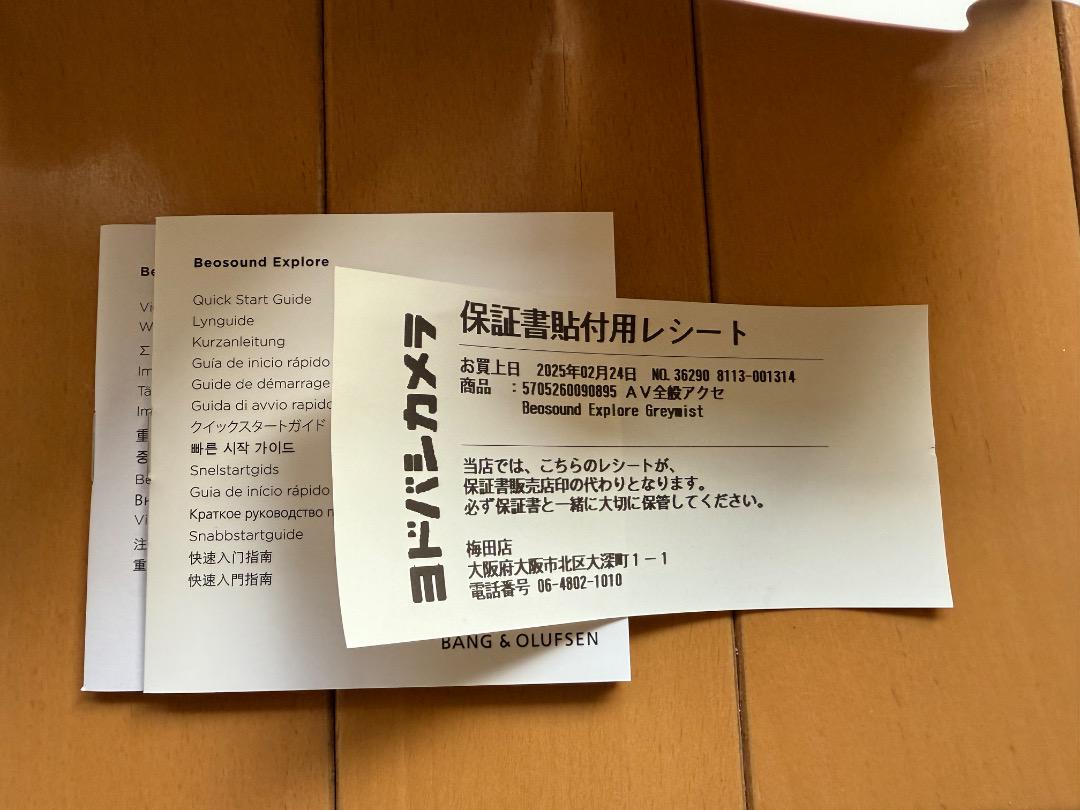 Beosound Explore
Quick Start Guide
Lynguide
Kurzanleitung
Guía de inicio rápido
Guide de démarrage
Guida di avvio rapido
クイックスタートガイド
빠른 시작 가이드
Snelstartgids
Guia de início rápido
Краткое руководство
Snabbstartguide
快速入门指南
快速入門指南
BANG & OLUFSEN
ヨドバシカメラ
保証書貼付用レシート
お買上日 2025年02月24日 NO.36290 8113-001314
商品 :5705260090895 AV全般アクセ
Beosound Explore Greymist
当店では、こちらのレシートが、
保証書販売店印の代わりとなります。
必ず保証書と一緒に大切に保管してください。
梅田店
大阪府大阪市北区大深町1-1
電話番号 06-4802-1010